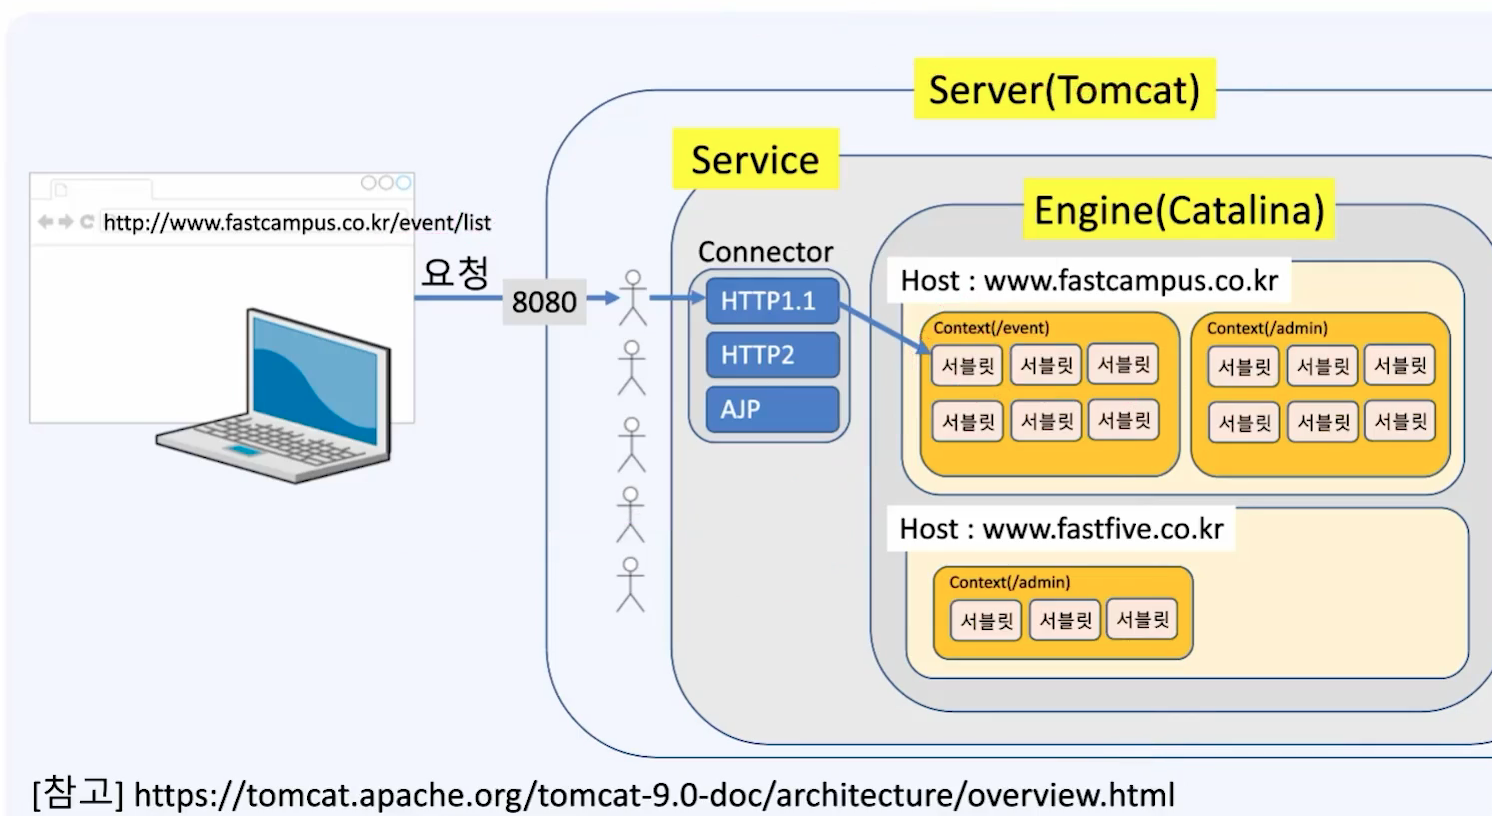 Server(Tomcat)
Service
Engine(Catalina)
http://www.fastcampus.co.kr/event/list
요청
8080
Connector
HTTP1.1
HTTP2
AJP
Host : www.fastcampus.co.kr
Context(/event)
서블릿 서블릿 서블릿
서블릿 서블릿 서블릿
Context(/admin)
서블릿 서블릿 서블릿
서블릿 서블릿 서블릿
Host : www.fastfive.co.kr
Context(/admin)
서블릿 서블릿 서블릿
[참고] https://tomcat.apache.org/tomcat-9.0-doc/architecture/overview.html